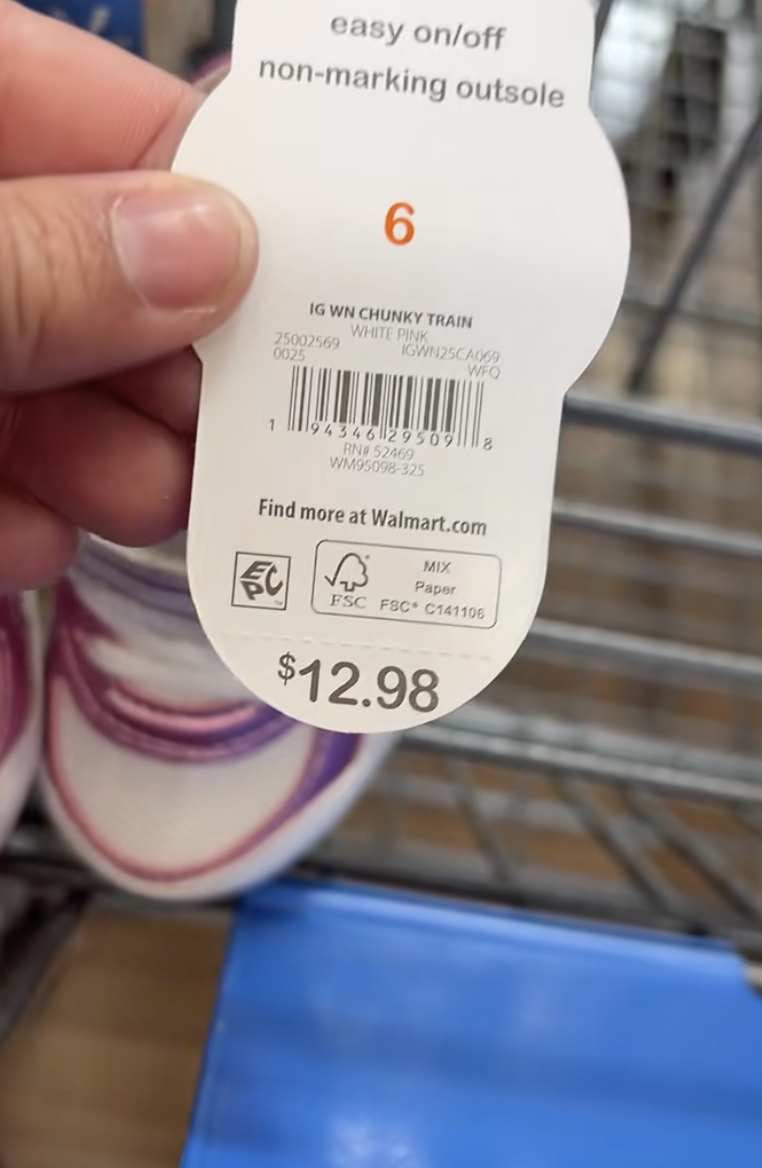 easy on/off
non-marking outsole
6
IG WN CHUNKY TRAIN
WHITE PINK
25002569 IGWN25CA069
0025 WFQ
1 94346 29509 8
RN# 52469
WM95098-325
Find more at Walmart.com
EPC
MIX
Paper
FSC FSC® C141106
$12.98